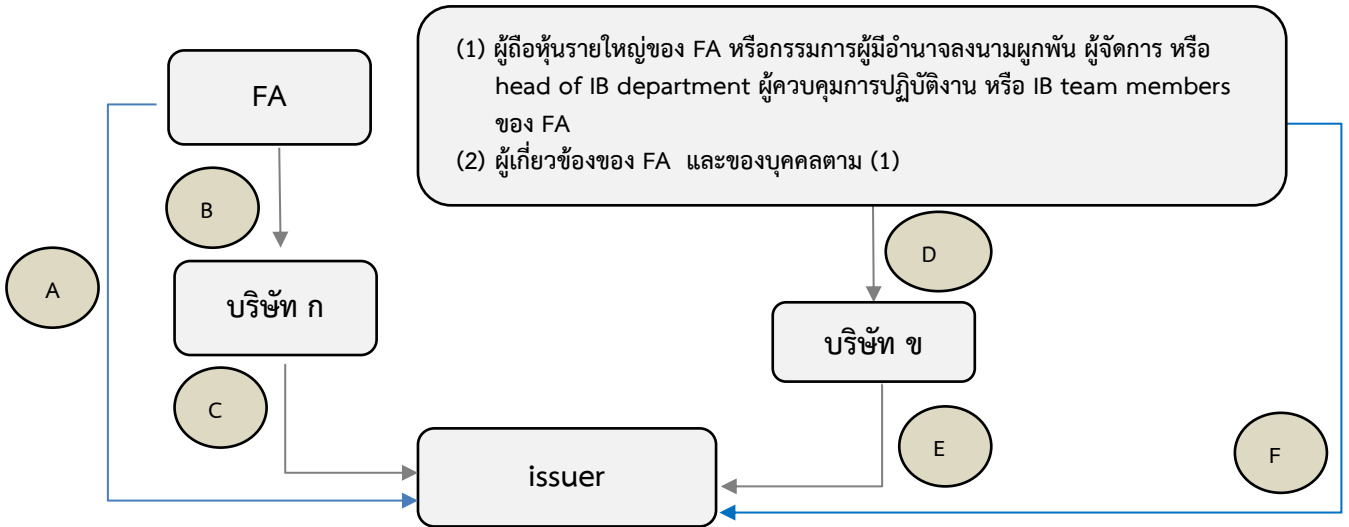 FA
(1) ผู้ถือหุ้นรายใหญ่ของ FA หรือกรรมการผู้มีอำนาจลงนามผูกพัน ผู้จัดการ หรือ
head of IB department ผู้ควบคุมการปฏิบัติงาน หรือ IB team members
ของ FA
(2) ผู้เกี่ยวข้องของ FA และของบุคคลตาม (1)
B
D
A
บริษัท ก
บริษัท ข
C
E
F
issuer